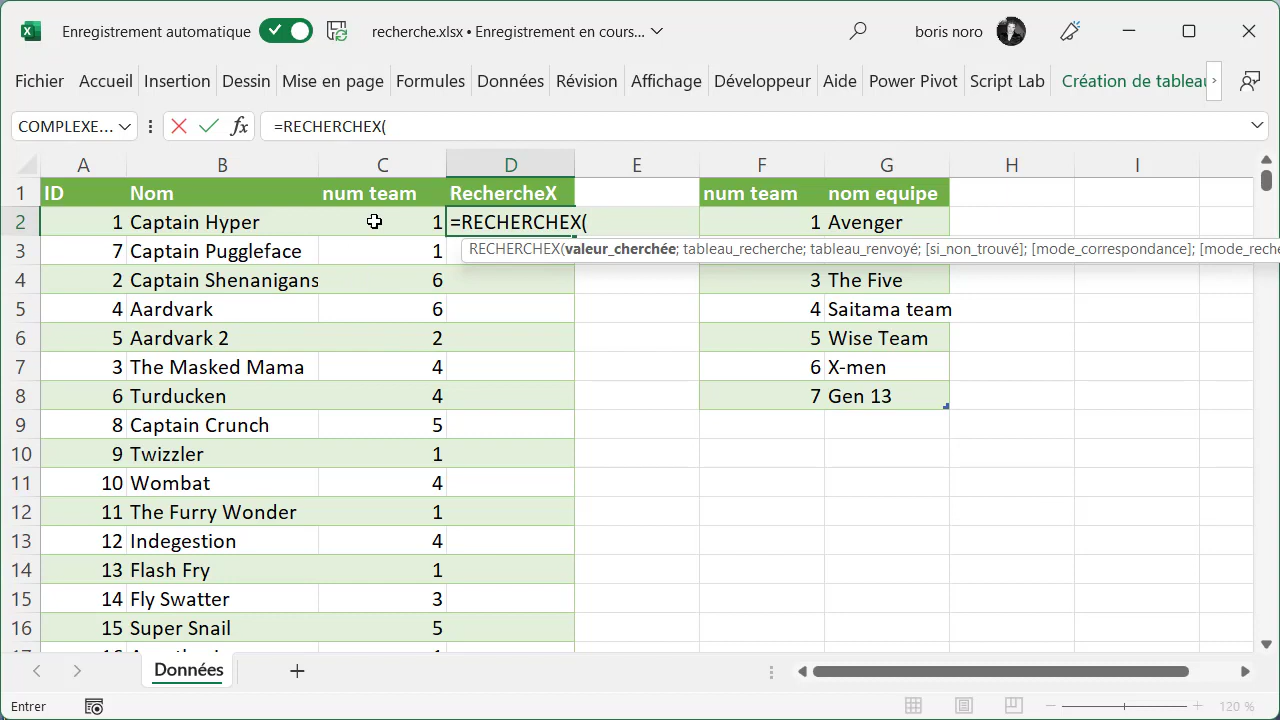 Enregistrement automatique recherche.xlsx • Enregistrement en cours... boris noro
Fichier Accueil Insertion Dessin Mise en page Formules Données Révision Affichage Développeur Aide Power Pivot Script Lab Création de tableau
COMPLEXE... fx =RECHERCHEX(
A B C D E F G H I
1 ID Nom num team RechercheX num team nom equipe
2 1 Captain Hyper 1 =RECHERCHEX( 1 Avenger
3 7 Captain Puggleface 1 RECHERCHEX(valeur_cherchée; tableau_recherche; tableau_renvoyé; [si_non_trouvé]; [mode_correspondance]; [mode_reche
4 2 Captain Shenanigans 6 3 The Five
5 4 Aardvark 6 4 Saitama team
6 5 Aardvark 2 2 5 Wise Team
7 3 The Masked Mama 4 6 X-men
8 6 Turducken 4 7 Gen 13
9 8 Captain Crunch 5
10 9 Twizzler 1
11 10 Wombat 4
12 11 The Furry Wonder 1
13 12 Indegestion 4
14 13 Flash Fry 1
15 14 Fly Swatter 3
16 15 Super Snail 5
Données
Entrer 120 %